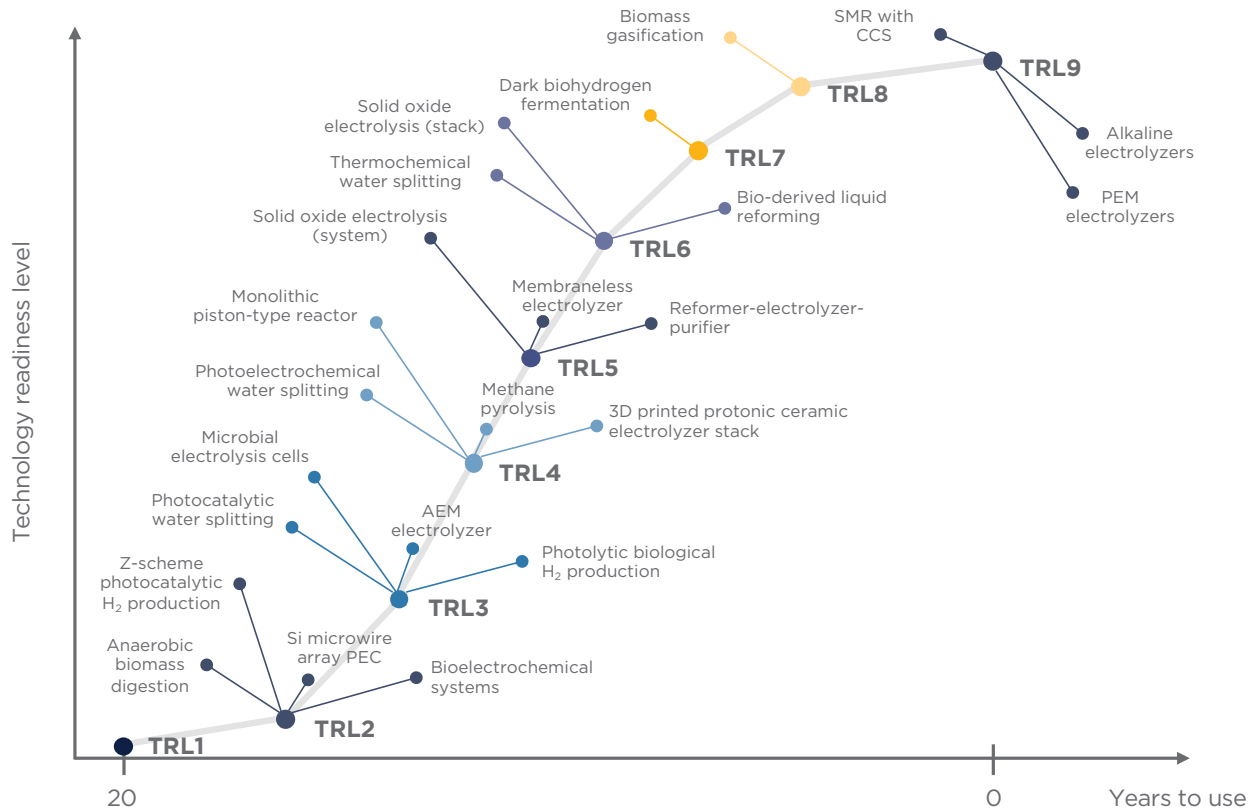 Biomass
gasification
SMR with
CCS
TRL9
TRL8
Dark biohydrogen
fermentation
Solid oxide
electrolysis (stack)
Alkaline
electrolyzers
TRL7
Thermochemical
water splitting
Bio-derived liquid
reforming
PEM
electrolyzers
Solid oxide electrolysis
(system)
TRL6
Technology readiness level
Membraneless
electrolyzer
Monolithic
piston-type reactor
Reformer-electrolyzer-
purifier
TRL5
Photoelectrochemical
water splitting
Methane
pyrolysis
3D printed protonic ceramic
electrolyzer stack
Microbial
electrolysis cells
TRL4
Photocatalytic
water splitting
AEM
electrolyzer
Photolytic biological
H₂ production
Z-scheme
photocatalytic
H₂ production
TRL3
Anaerobic
biomass
digestion
Si microwire
array PEC
Bioelectrochemical
systems
TRL2
TRL1
20
0
Years to use